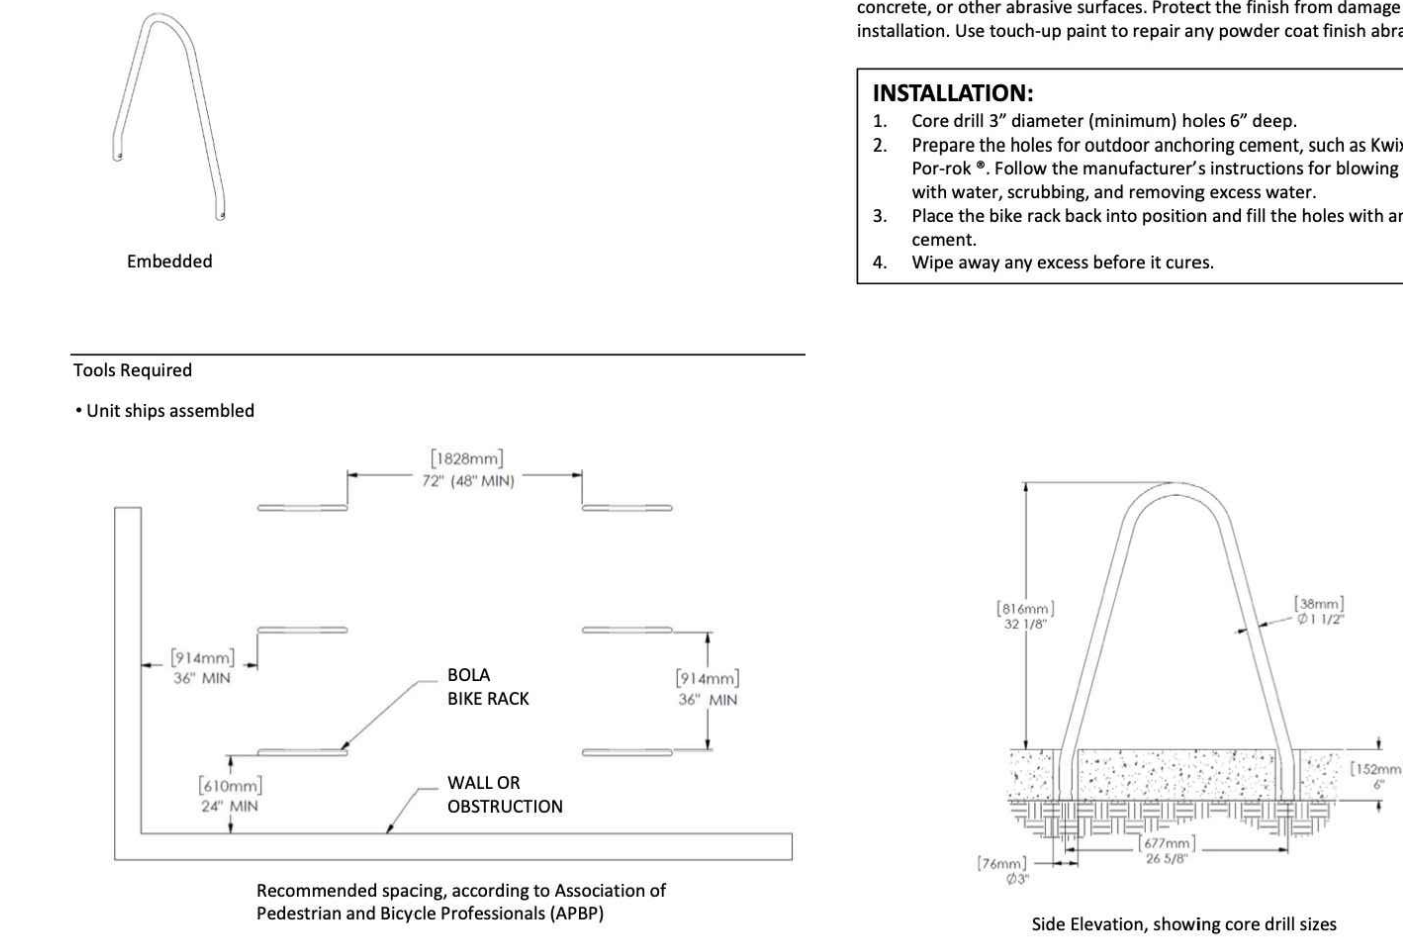 concrete, or other abrasive surfaces. Protect the finish from damage
installation. Use touch-up paint to repair any powder coat finish
INSTALLATION:
1. Core drill 3” diameter (minimum) holes 6” deep.
2. Prepare the holes for outdoor anchoring cement, such as
Por-rok ®. Follow the manufacturer’s instructions for blowing
with water, scrubbing, and removing excess water.
3. Place the bike rack back into position and fill the holes with
cement.
4. Wipe away any excess before it cures.
Embedded
Tools Required
• Unit ships assembled
[1828mm]
72" (48" MIN)
[914mm]
36" MIN
BOLA
BIKE RACK
[914mm]
36" MIN
[610mm]
24" MIN
WALL OR
OBSTRUCTION
Recommended spacing, according to Association of
Pedestrian and Bicycle Professionals (APBP)
[816mm]
32 1/8"
[38mm]
Ø1 1/2"
[152mm
6"
[677mm]
26 5/8"
[76mm]
Ø3"
Side Elevation, showing core drill sizes